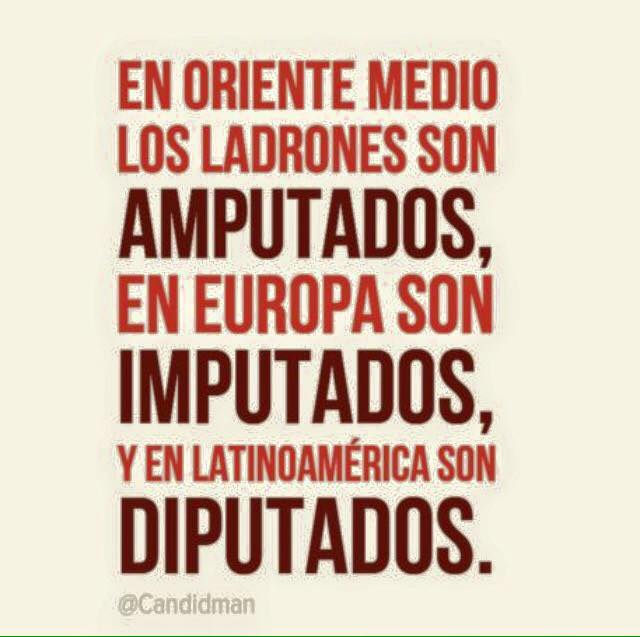 EN ORIENTE MEDIO
LOS LADRONES SON
AMPUTADOS,
EN EUROPA SON
IMPUTADOS,
Y EN LATINOAMÉRICA SON
DIPUTADOS.
@Candidman